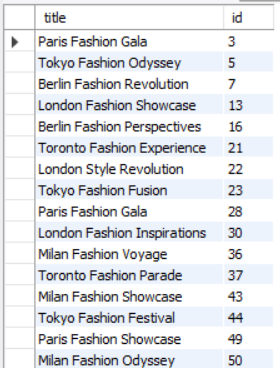 title id
Paris Fashion Gala 3
Tokyo Fashion Odyssey 5
Berlin Fashion Revolution 7
London Fashion Showcase 13
Berlin Fashion Perspectives 16
Toronto Fashion Experience 21
London Style Revolution 22
Tokyo Fashion Fusion 23
Paris Fashion Gala 28
London Fashion Inspirations 30
Milan Fashion Voyage 36
Toronto Fashion Parade 37
Milan Fashion Showcase 43
Tokyo Fashion Festival 44
Paris Fashion Showcase 49
Milan Fashion Odyssey 50